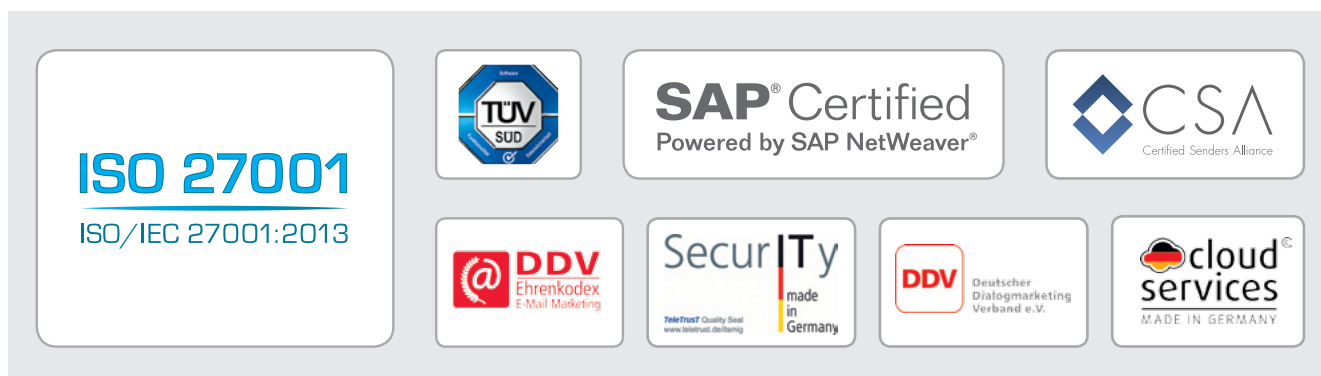 ISO 27001
ISO/IEC 27001:2013
Software
TÜV
SÜD
SAP® Certified
Powered by SAP NetWeaver®
CSA
Certified Senders Alliance
@ DDV
Ehrenkodex
E-Mail Marketing
SecurITy
made
in
Germany
TeleTrusT Quality Seal
www.teletrust.de/itsmig
DDV
Deutscher
Dialogmarketing
Verband e.V.
cloud
services
MADE IN GERMANY